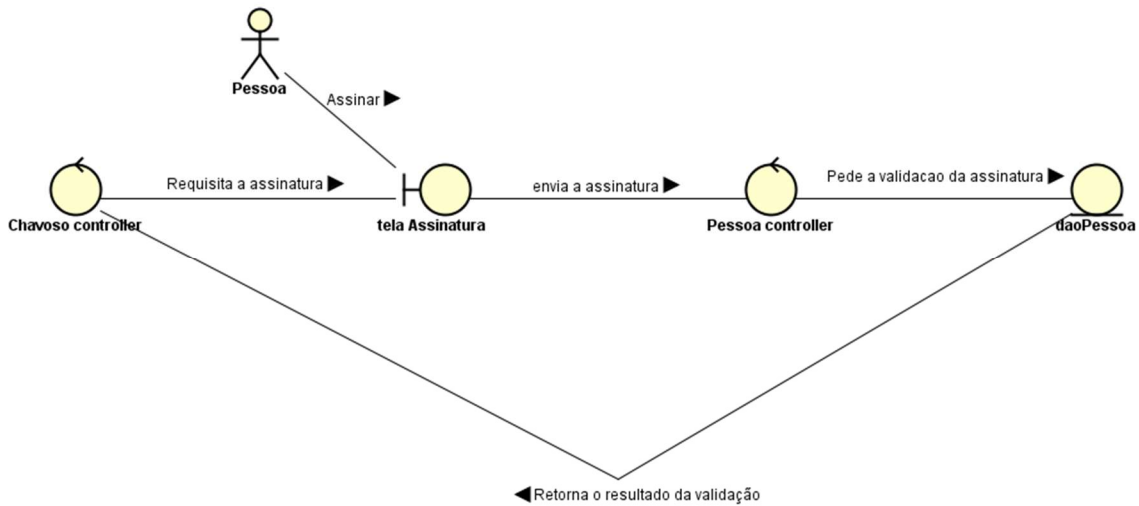 Pessoa
Assinar
Requisita a assinatura
envia a assinatura
Pede a validacao da assinatura
Chavoso controller
tela Assinatura
Pessoa controller
daoPessoa
Retorna o resultado da validação